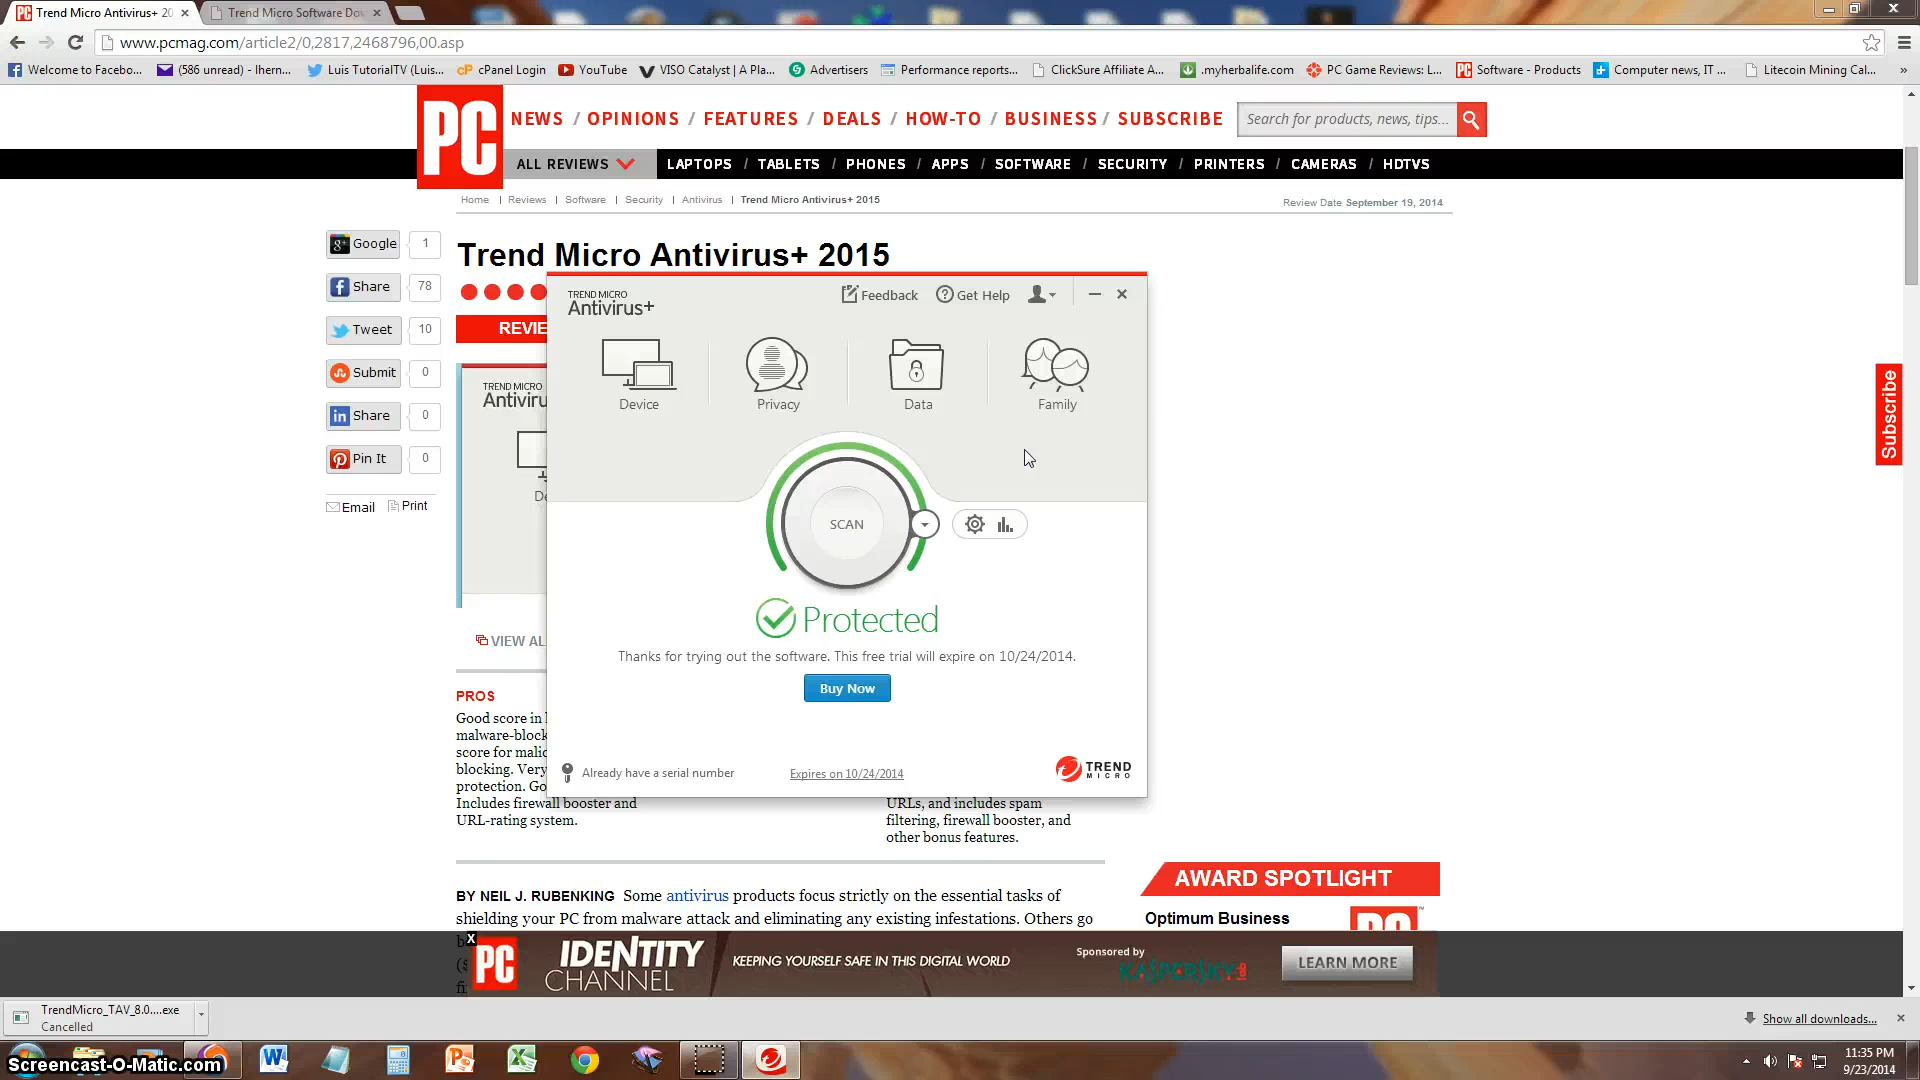 Trend Micro Antivirus+ 20
Trend Micro Software Dow
www.pcmag.com/article2/0,2817,2468796,00.asp
Welcome to Facebo...
(586 unread) - lhern...
Luis TutorialTV (Luis...
cPanel Login
YouTube
VISO Catalyst | A Pla...
Advertisers
Performance reports...
ClickSure Affiliate A...
.myherbalife.com
PC Game Reviews: L...
Software - Products
Computer news, IT ...
Litecoin Mining Cal...
»
PC
NEWS / OPINIONS / FEATURES / DEALS / HOW-TO / BUSINESS / SUBSCRIBE
Search for products, news, tips...
ALL REVIEWS
LAPTOPS / TABLETS / PHONES / APPS / SOFTWARE / SECURITY / PRINTERS / CAMERAS / HDTVS
Home | Reviews | Software | Security | Antivirus | Trend Micro Antivirus+ 2015
Review Date September 19, 2014
Trend Micro Antivirus+ 2015
Google 1
Share 78
Tweet 10
Submit 0
Share 0
Pin It 0
Email
Print
REVIE
TREND MICRO
Antiviru
De
VIEW AL
TREND MICRO
Antivirus+
Feedback
Get Help
Device
Privacy
Data
Family
SCAN
Protected
Thanks for trying out the software. This free trial will expire on 10/24/2014.
Buy Now
Already have a serial number
Expires on 10/24/2014
TREND
MICRO
Subscribe
PROS
Good score in
malware-block
score for malic
blocking. Very
protection. Go
Includes firewall booster and
URL-rating system.
URLs, and includes spam
filtering, firewall booster, and
other bonus features.
BY NEIL J. RUBENKING Some antivirus products focus strictly on the essential tasks of
shielding your PC from malware attack and eliminating any existing infestations. Others go
AWARD SPOTLIGHT
Optimum Business
PC
X
PC
IDENTITY
CHANNEL
KEEPING YOURSELF SAFE IN THIS DIGITAL WORLD
Sponsored by
KASPERSKY lab
LEARN MORE
TrendMicro_TAV_8.0....exe
Cancelled
Show all downloads...
Screencast-O-Matic.com
11:35 PM
9/23/2014